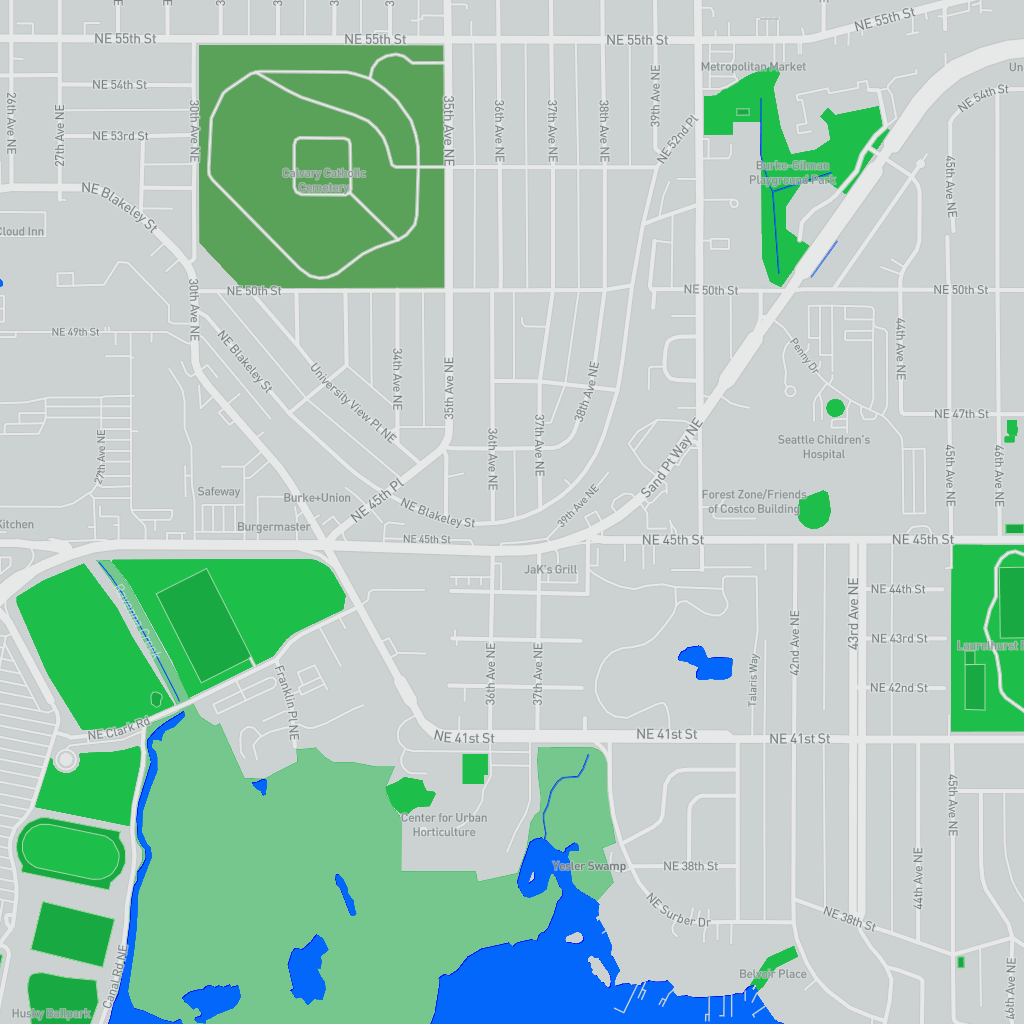 NE 55th St
NE 55th St
NE 55th St
NE 55th St
Metropolitan Market
NE 54th St
NE 54th St
26th Ave NE
27th Ave NE
30th Ave NE
35th Ave NE
36th Ave NE
37th Ave NE
38th Ave NE
39th Ave NE
NE 52nd Pl
NE 53rd St
Calvary Catholic
Cemetery
Burke-Gilman
Playground Park
45th Ave NE
NE Blakeley St
Cloud Inn
NE 50th St
NE 50th St
NE 50th St
30th Ave NE
NE 49th St
NE Blakeley St
University View Pl NE
34th Ave NE
35th Ave NE
38th Ave NE
Penny Dr
44th Ave NE
NE 47th St
27th Ave NE
36th Ave NE
37th Ave NE
Sand Pt Way NE
Seattle Children's
Hospital
45th Ave NE
46th Ave NE
Safeway
Burke+Union
NE 45th Pl
NE Blakeley St
39th Ave NE
Forest Zone/Friends
of Costco Building
Kitchen
Burgermaster
NE 45th St
NE 45th St
NE 45th St
JaK's Grill
NE 44th St
43rd Ave NE
42nd Ave NE
NE 43rd St
36th Ave NE
37th Ave NE
Talaris Way
NE 42nd St
Franklin Pl NE
NE Clark Rd
NE 41st St
NE 41st St
NE 41st St
Center for Urban
Horticulture
45th Ave NE
Yesler Swamp
NE 38th St
44th Ave NE
NE Surber Dr
NE 38th St
Belvoir Place
Canal Rd NE
46th Ave NE
Husky Ballpark